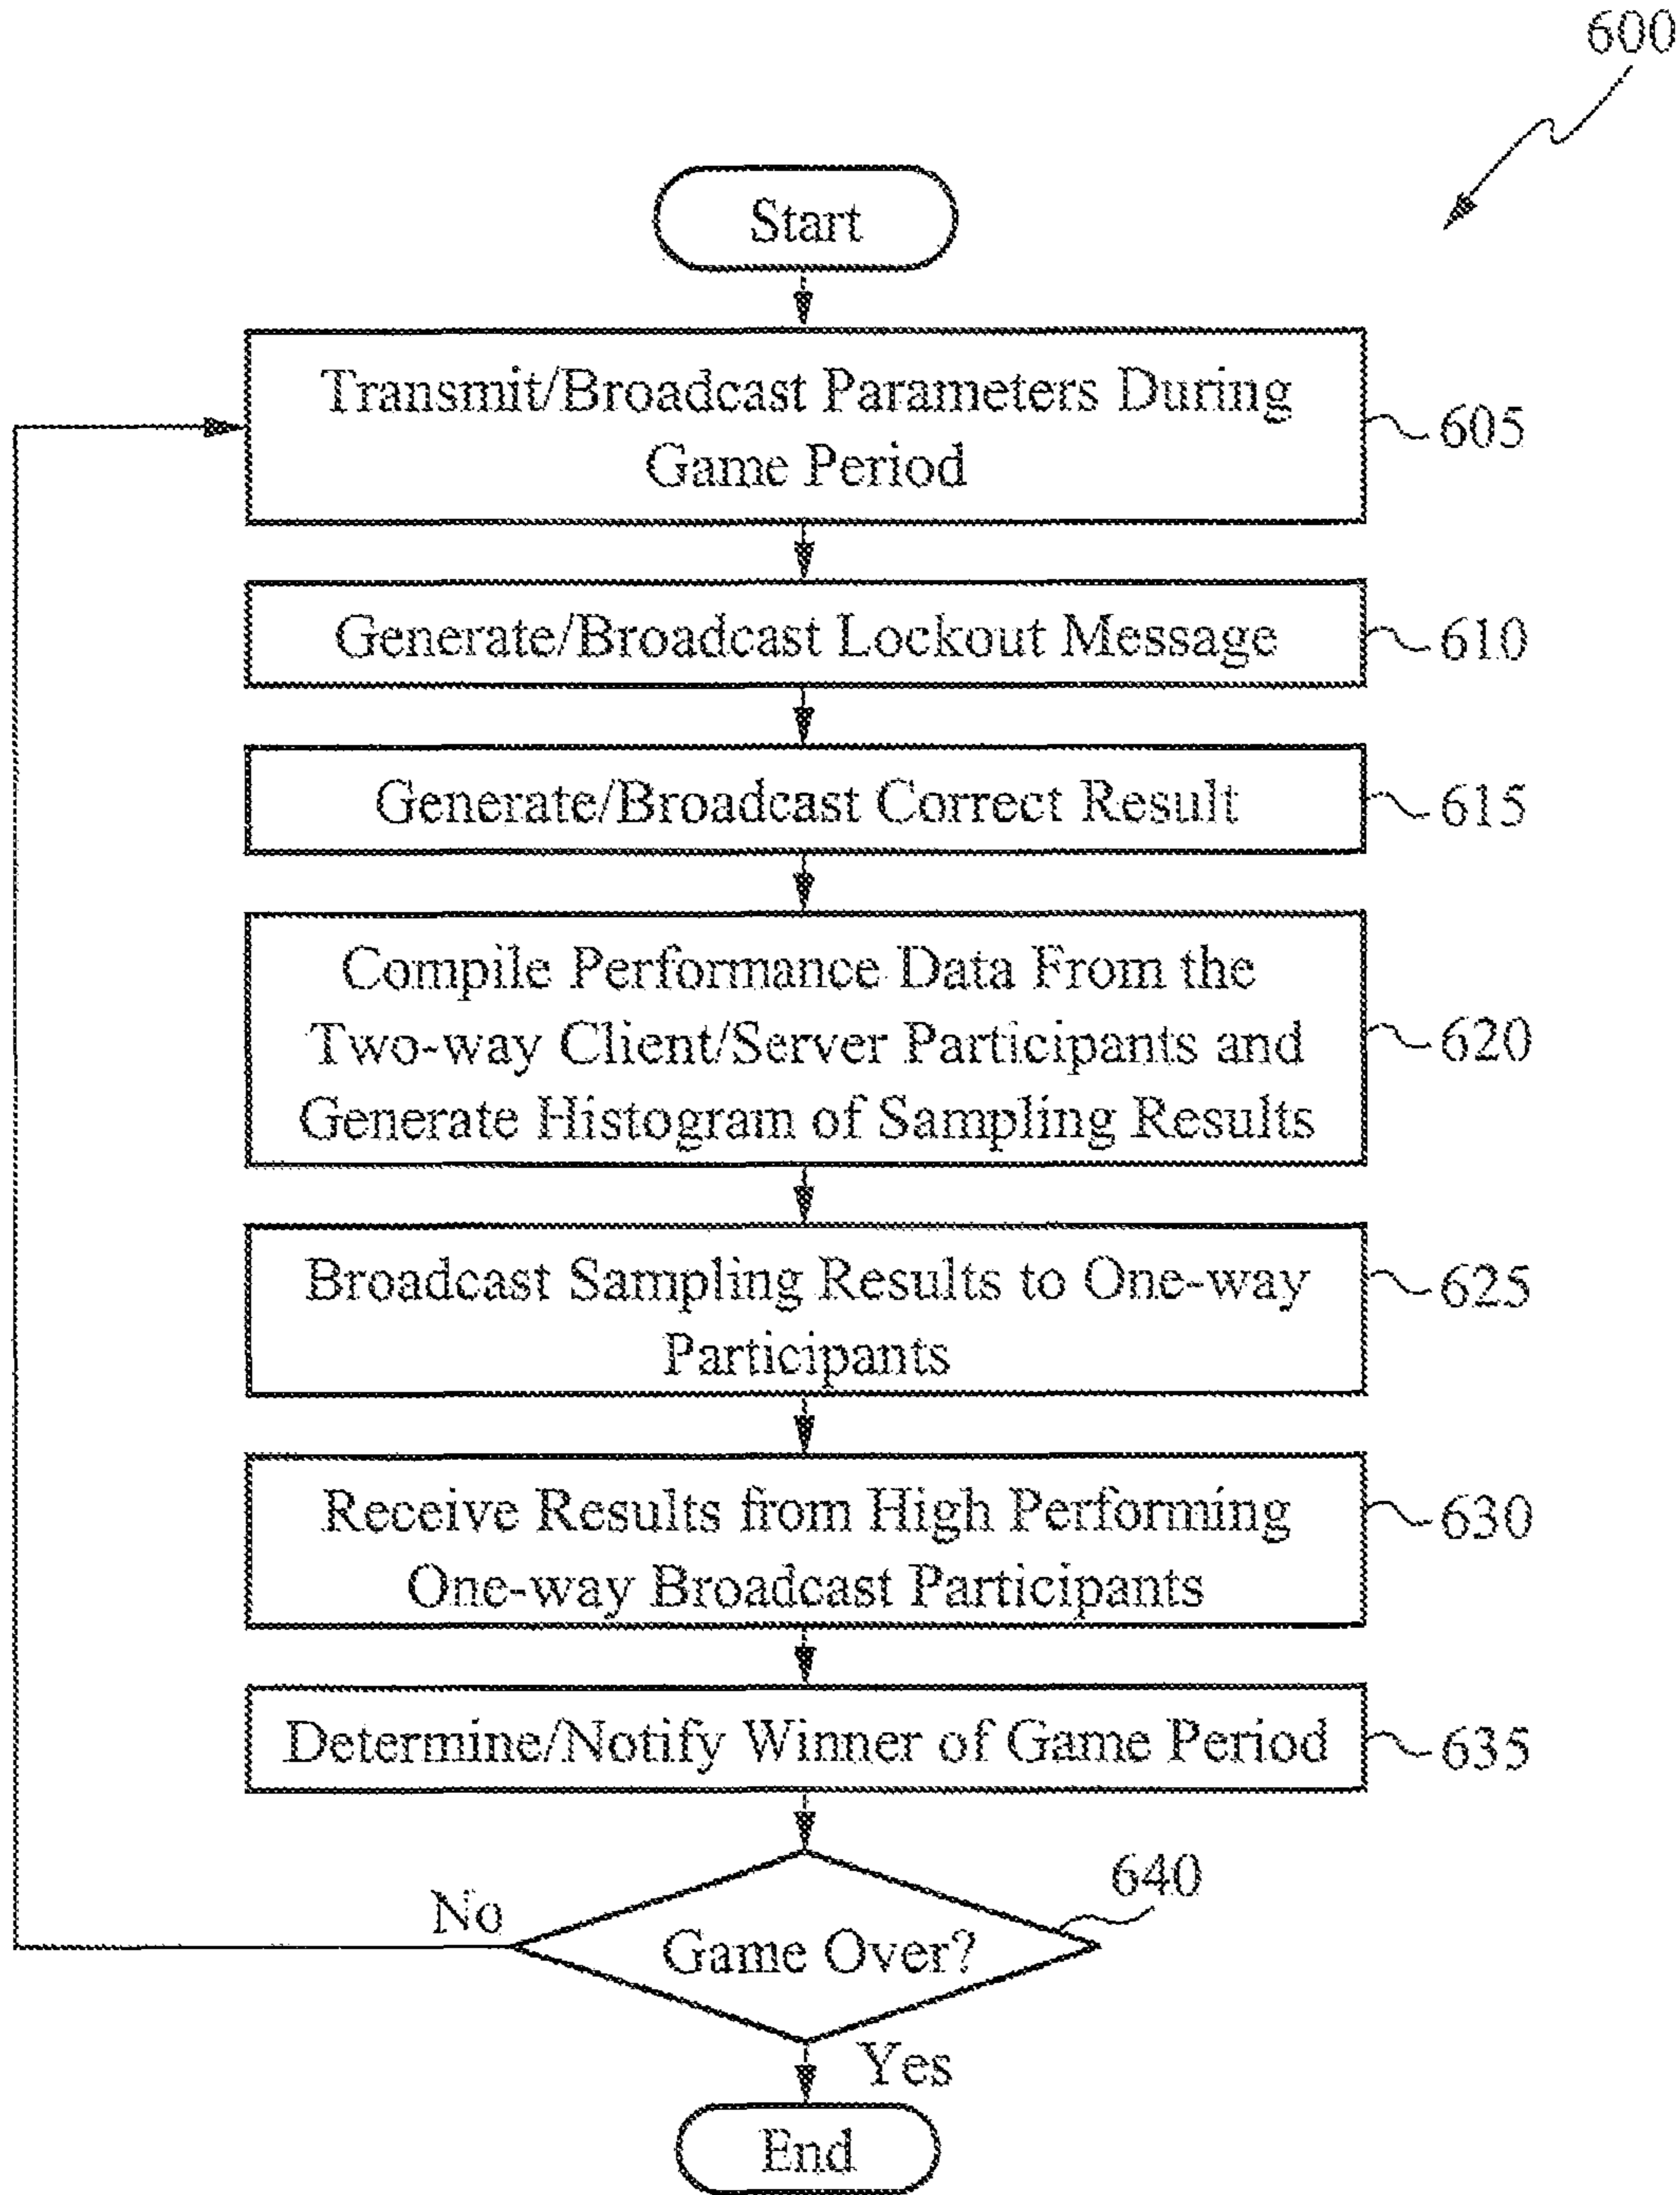 600
Start
Transmit/Broadcast Parameters During
Game Period
605
Generate/Broadcast Lockout Message
610
Generate/Broadcast Correct Result
615
Compile Performance Data From the
Two-way Client/Server Participants and
Generate Histogram of Sampling Results
620
Broadcast Sampling Results to One-way
Participants
625
Receive Results from High Performing
One-way Broadcast Participants
630
Determine/Notify Winner of Game Period
635
640
No
Game Over?
Yes
End